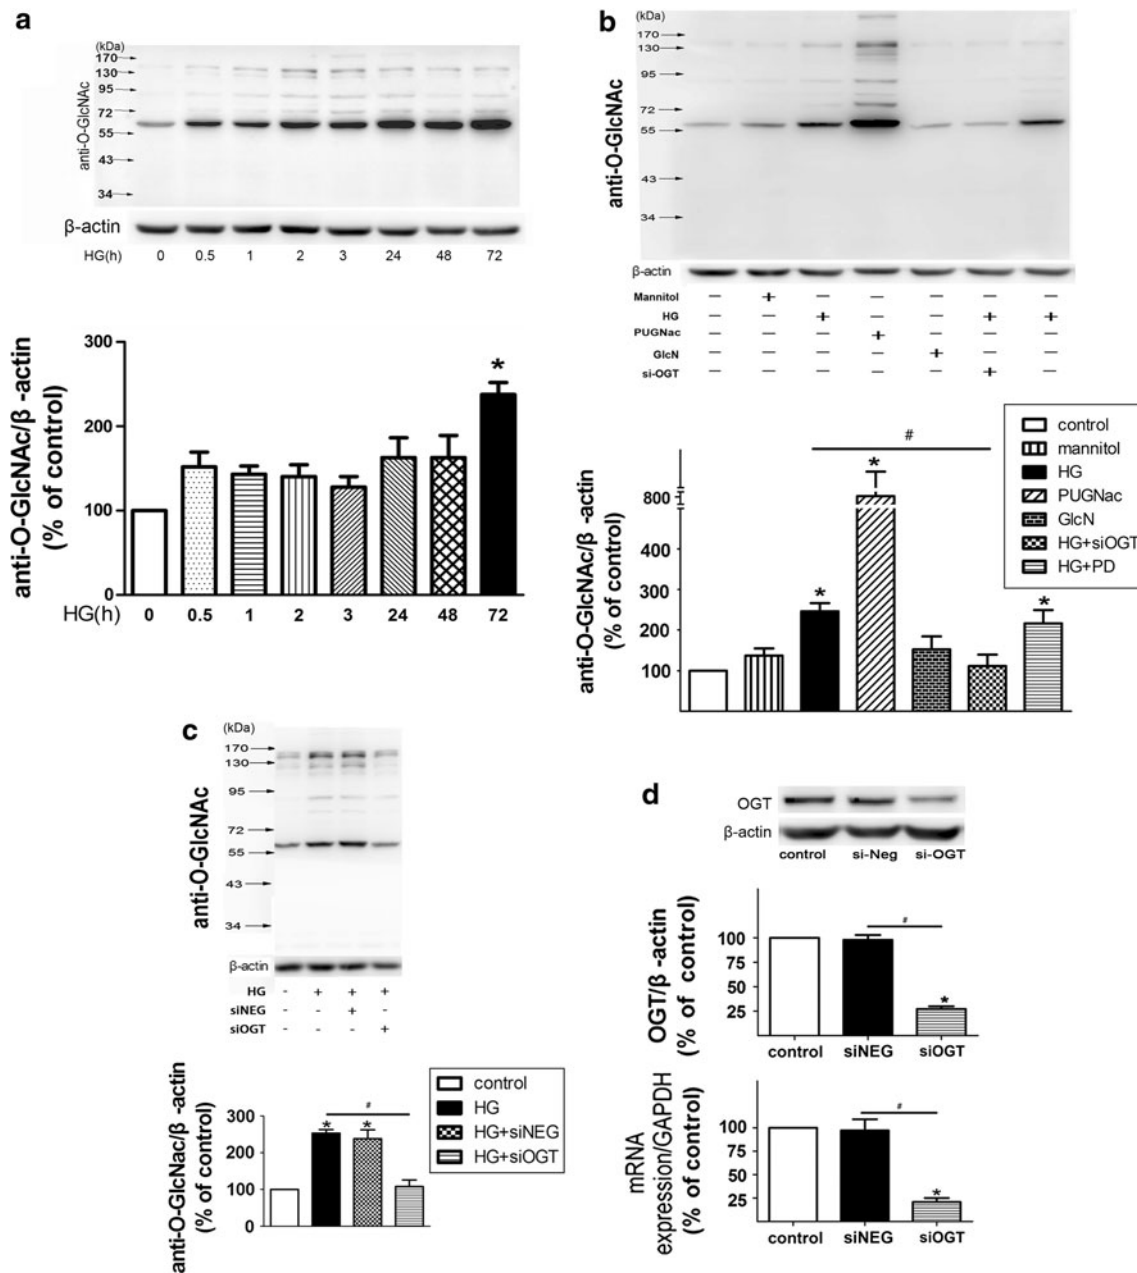 a
(kDa)
170
130
95
72
55
43
34
anti-O-GlcNAc
β-actin
HG(h) 0 0.5 1 2 3 24 48 72
anti-O-GlcNAc/β -actin
(% of control)
300
250
200
150
100
50
0
*
HG(h) 0 0.5 1 2 3 24 48 72
b
(kDa)
170
130
95
72
55
43
34
anti-O-GlcNAc
β-actin
Mannitol — + — — — — —
HG — — + — — + +
PUGNac — — — + — — —
GlcN — — — — + — —
si-OGT — — — — — + —
control
mannitol
HG
PUGNac
GlcN
HG+siOGT
HG+PD
anti-O-GlcNAc/β -actin
(% of control)
800
400
300
200
100
#
* * *
c
(kDa)
170
130
95
72
55
43
34
anti-O-GlcNAc
β-actin
HG - + + +
siNEG - - + -
siOGT - - - +
anti-O-GlcNac/β -actin
(% of control)
300
200
100
0
#
* *
control
HG
HG+siNEG
HG+siOGT
d
OGT
β-actin
control si-Neg si-OGT
OGT/β -actin
(% of control)
100
75
50
25
#
*
control siNEG siOGT
mRNA
expression/GAPDH
(% of control)
100
75
50
25
#
*
control siNEG siOGT